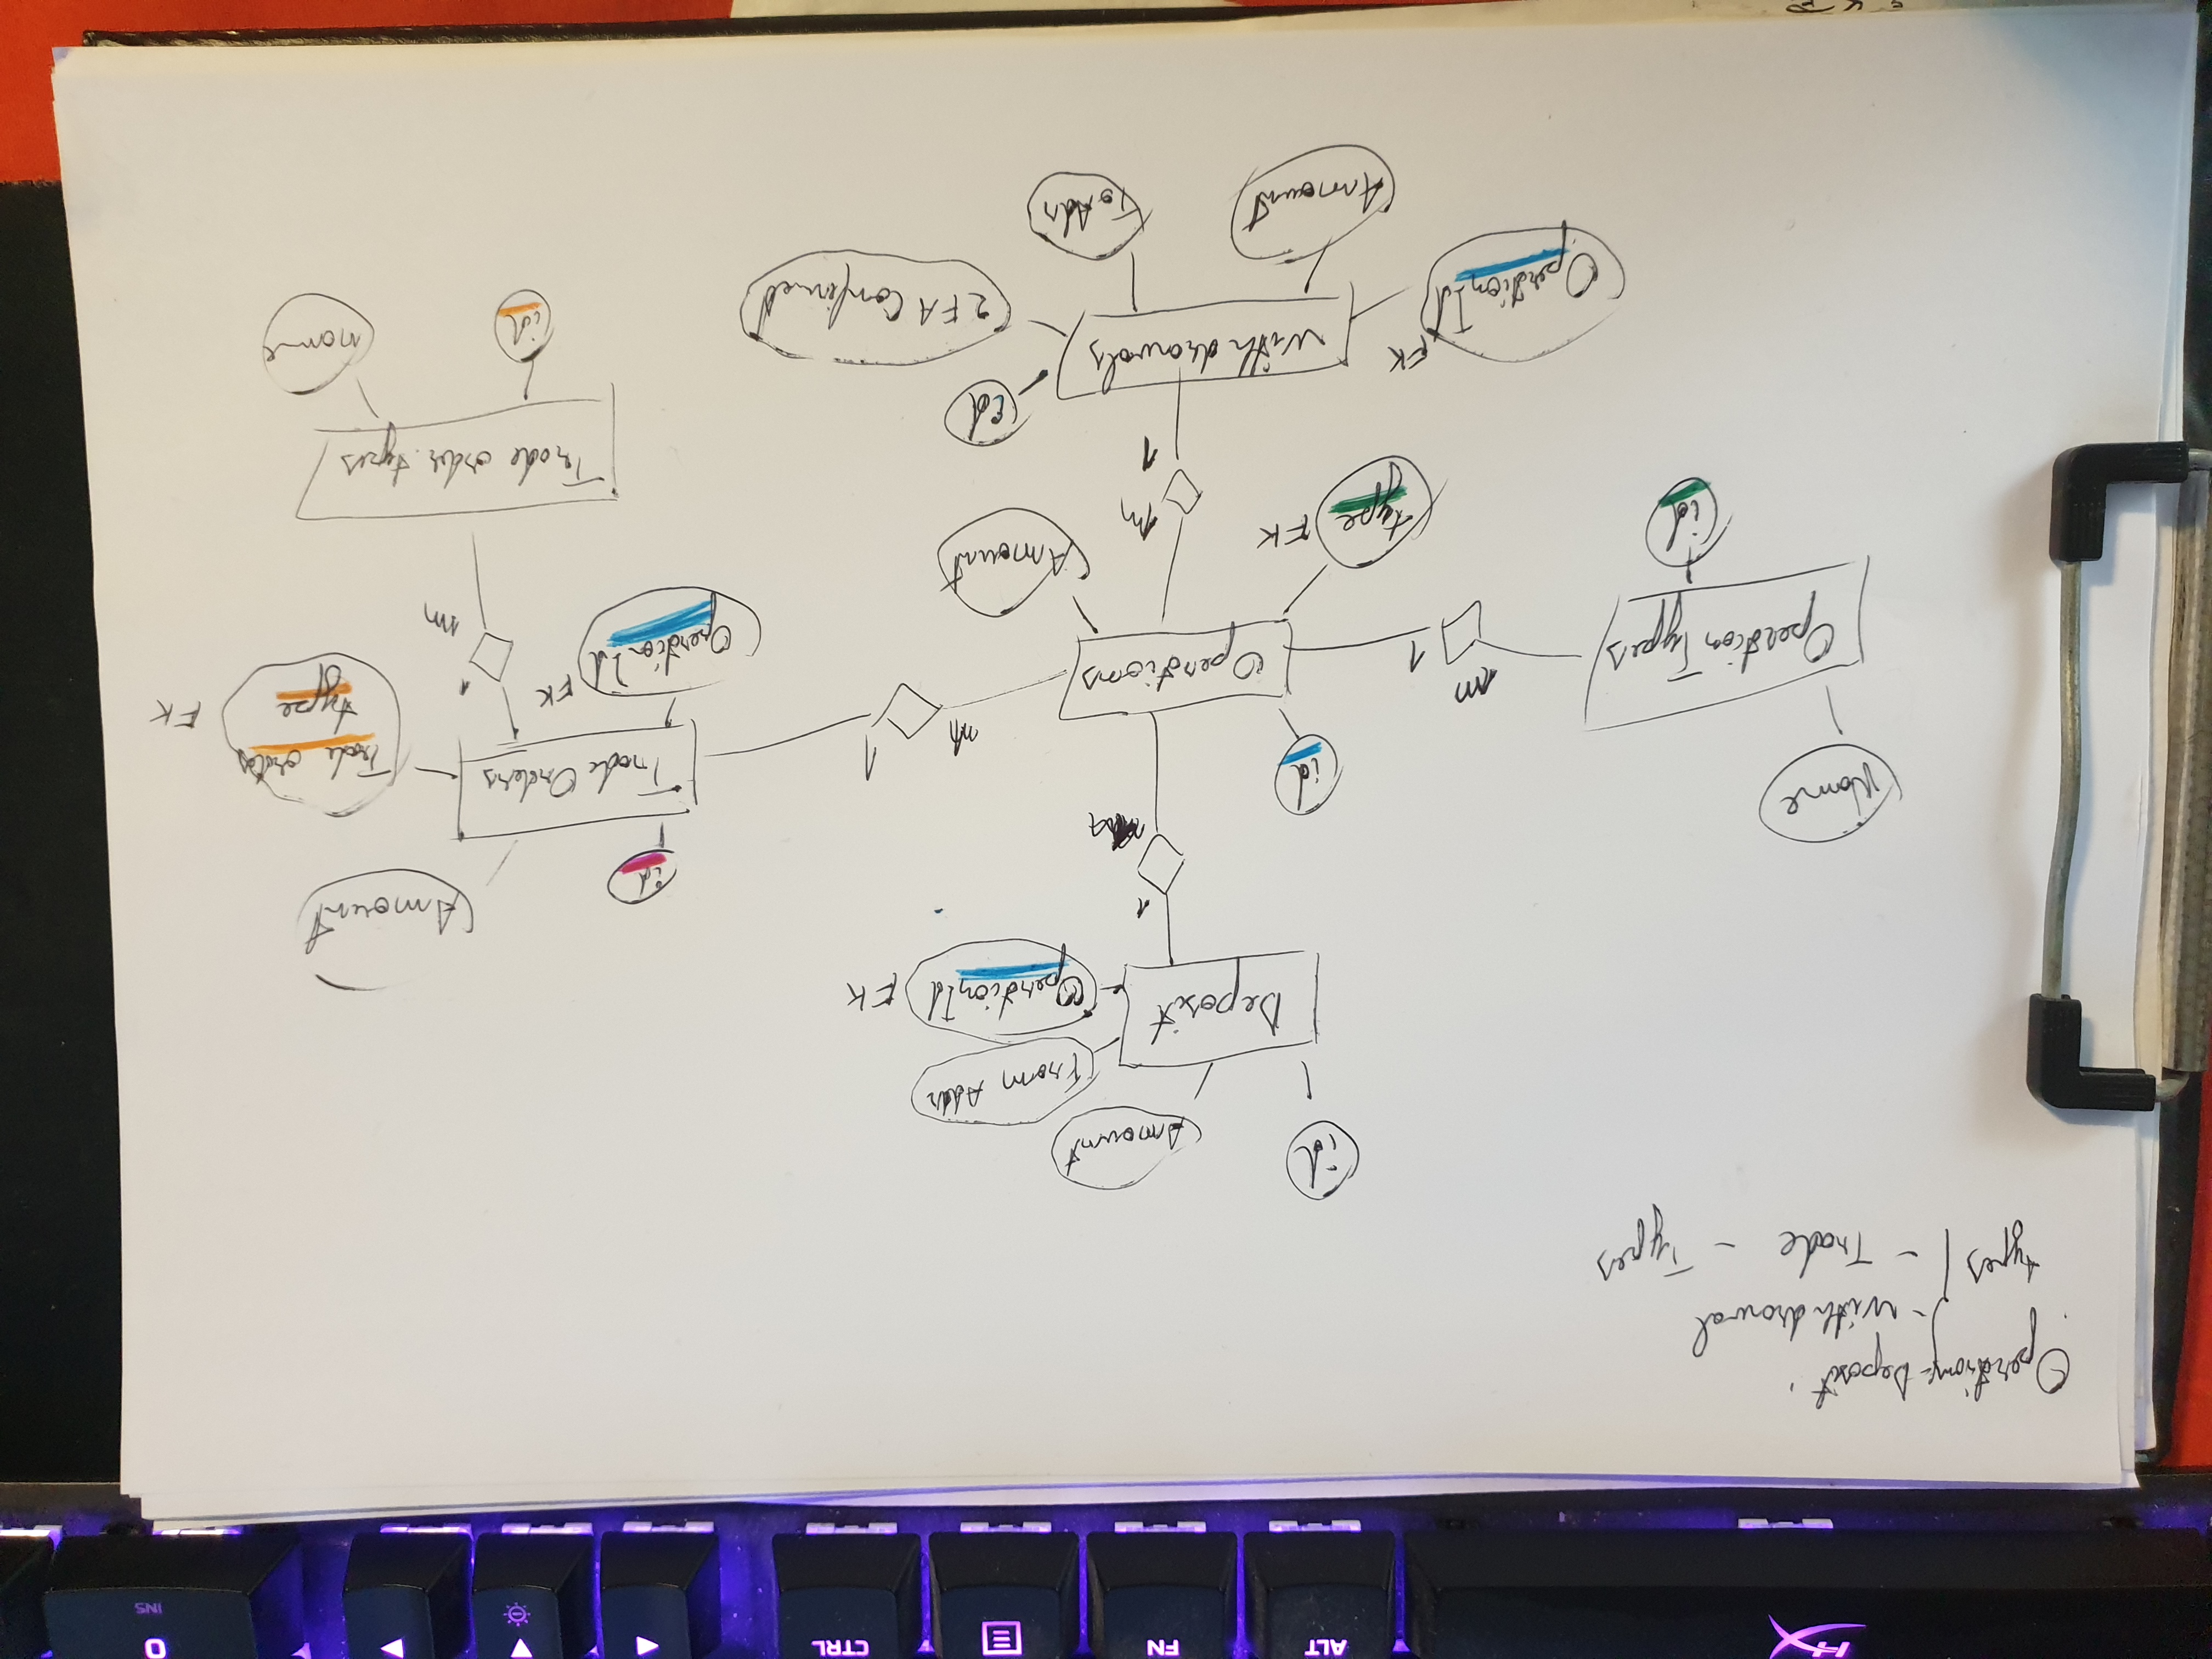 ALT
FN
CTRL
0
INS
Operations - Deposit
types
- Withdrawal
- Trade - Types
id
Amount
From Addr
Deposit
OperationId FK
1
Amount
id
Trade Orders
Trade orders
type
FK
OperationId FK
1
m
Trade order types
id
name
m 1
Name
Operation Types
id
m 1
id
Operations
type FK
Amount
m
1
Withdrawals
id
2FA Confirmed
OperationId FK
Amount
ToAdr